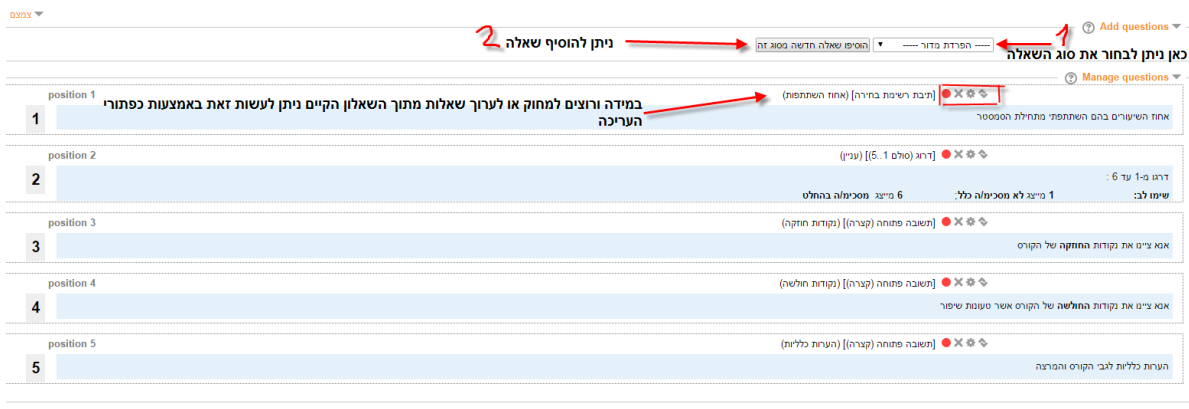 צמצם
Add questions
1
----- הפרדת מדור -----
הוסיפו שאלה חדשה מסוג זה
ניתן להוסיף שאלה 2
כאן ניתן לבחור את סוג השאלה
Manage questions
position 1
[תיבת רשימת בחירה] (אחוז השתתפות)
במידה ורוצים למחוק או לערוך שאלות מתוך השאלון הקיים ניתן לעשות זאת באמצעות כפתורי
העריכה
1
אחוז השיעורים בהם השתתפתי מתחילת הסמסטר
position 2
[דרוג (סולם 1..5)] (עניין)
2
דרגו מ-1 עד 6 :
שימו לב: 1 מייצג לא מסכימ/ה כלל; 6 מייצג מסכימ/ה בהחלט
position 3
[תשובה פתוחה (קצרה)] (נקודות חוזקה)
3
אנא ציינו את נקודות החוזקה של הקורס
position 4
[תשובה פתוחה (קצרה)] (נקודות חולשה)
4
אנא ציינו את נקודות החולשה של הקורס אשר טעונות שיפור
position 5
[תשובה פתוחה (קצרה)] (הערות כלליות)
5
הערות כלליות לגבי הקורס והמרצה